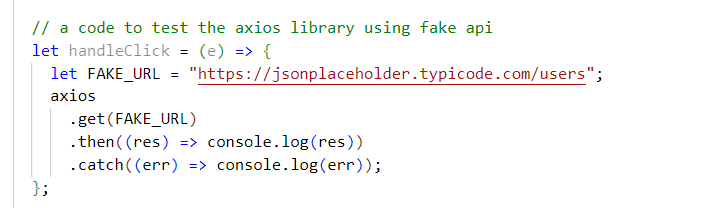 // a code to test the axios library using fake api
let handleClick = (e) => {
let FAKE_URL = "https://jsonplaceholder.typicode.com/users";
axios
.get(FAKE_URL)
.then((res) => console.log(res))
.catch((err) => console.log(err));
};